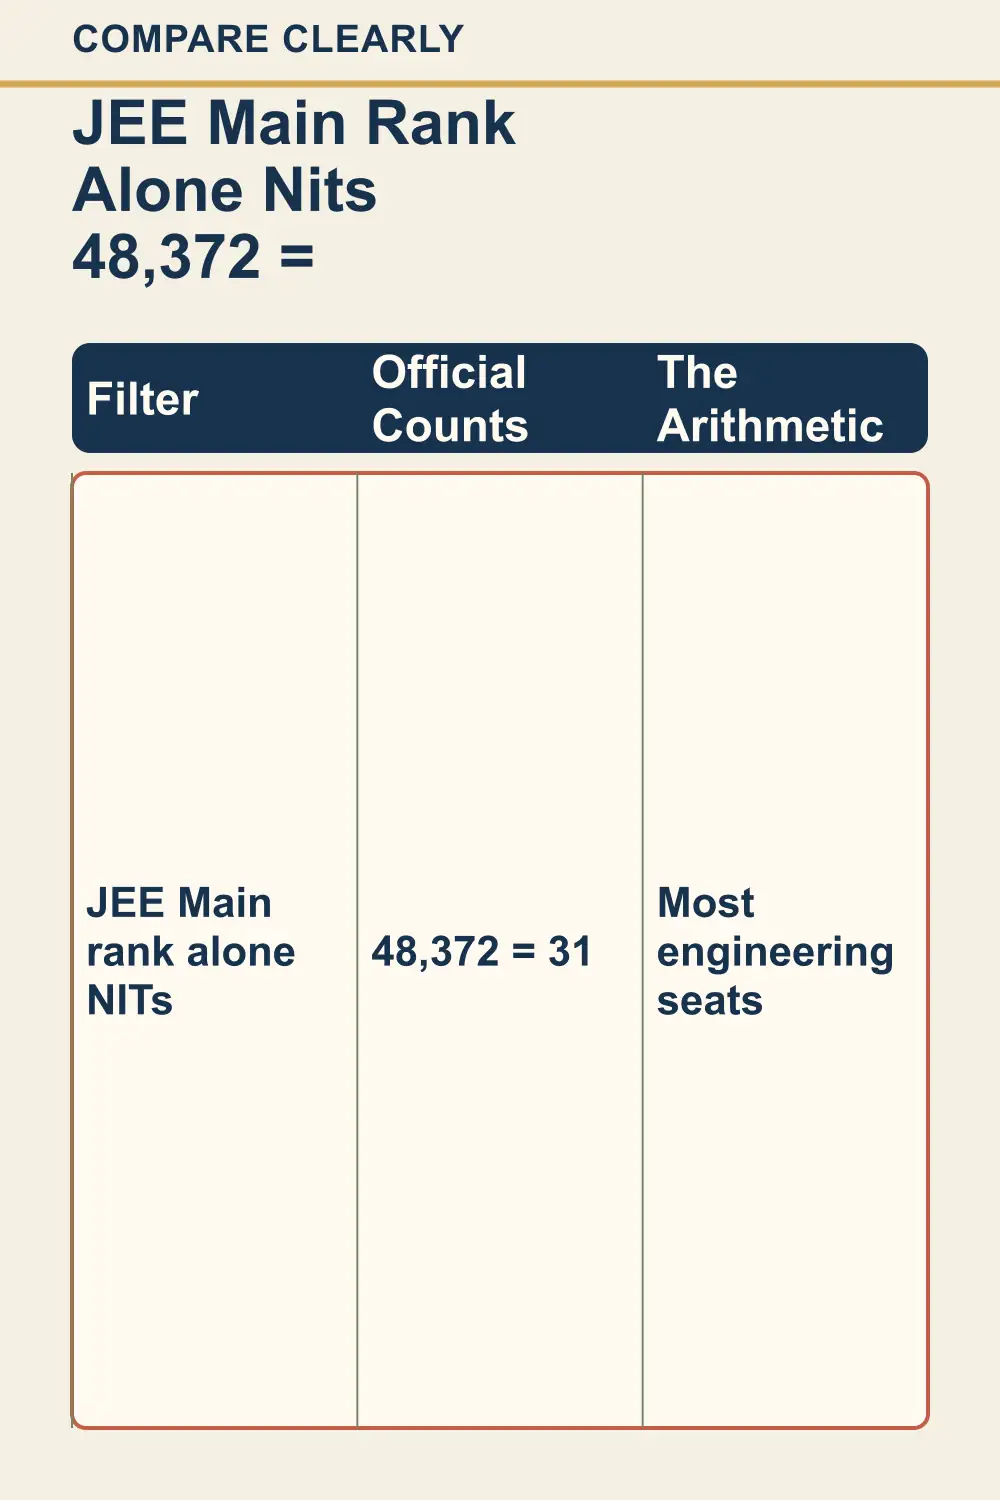 COMPARE CLEARLY
JEE Main Rank
Alone Nits
48,372 =
Filter
Official
Counts
The
Arithmetic
JEE Main
rank alone
NITs
48,372 = 31
Most
engineering
seats